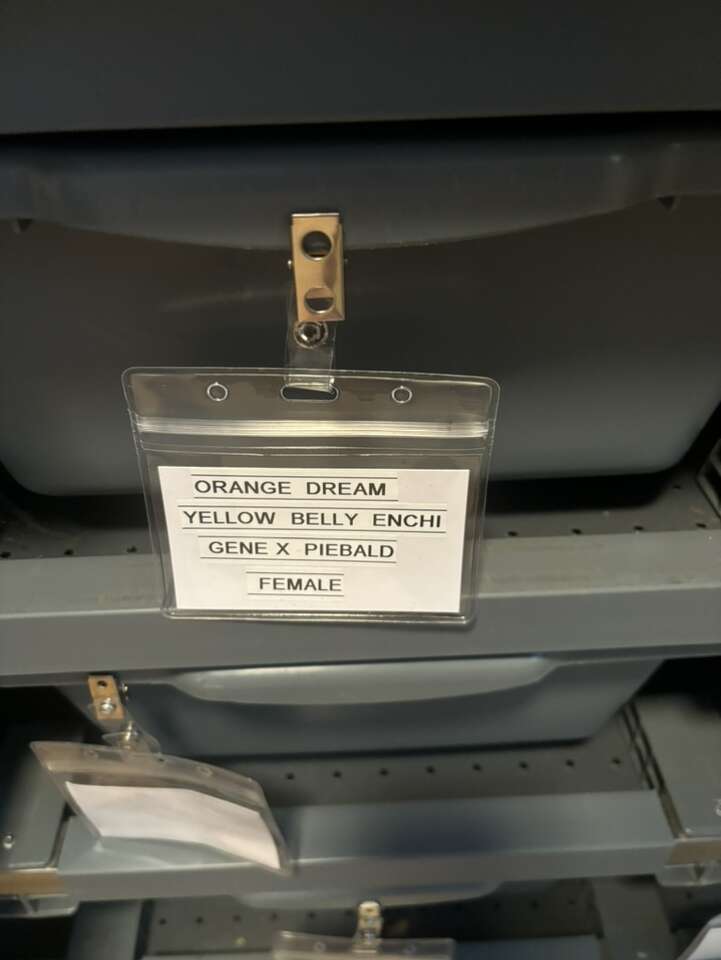 ORANGE DREAM
YELLOW BELLY ENCHI
GENE X PIEBALD
FEMALE